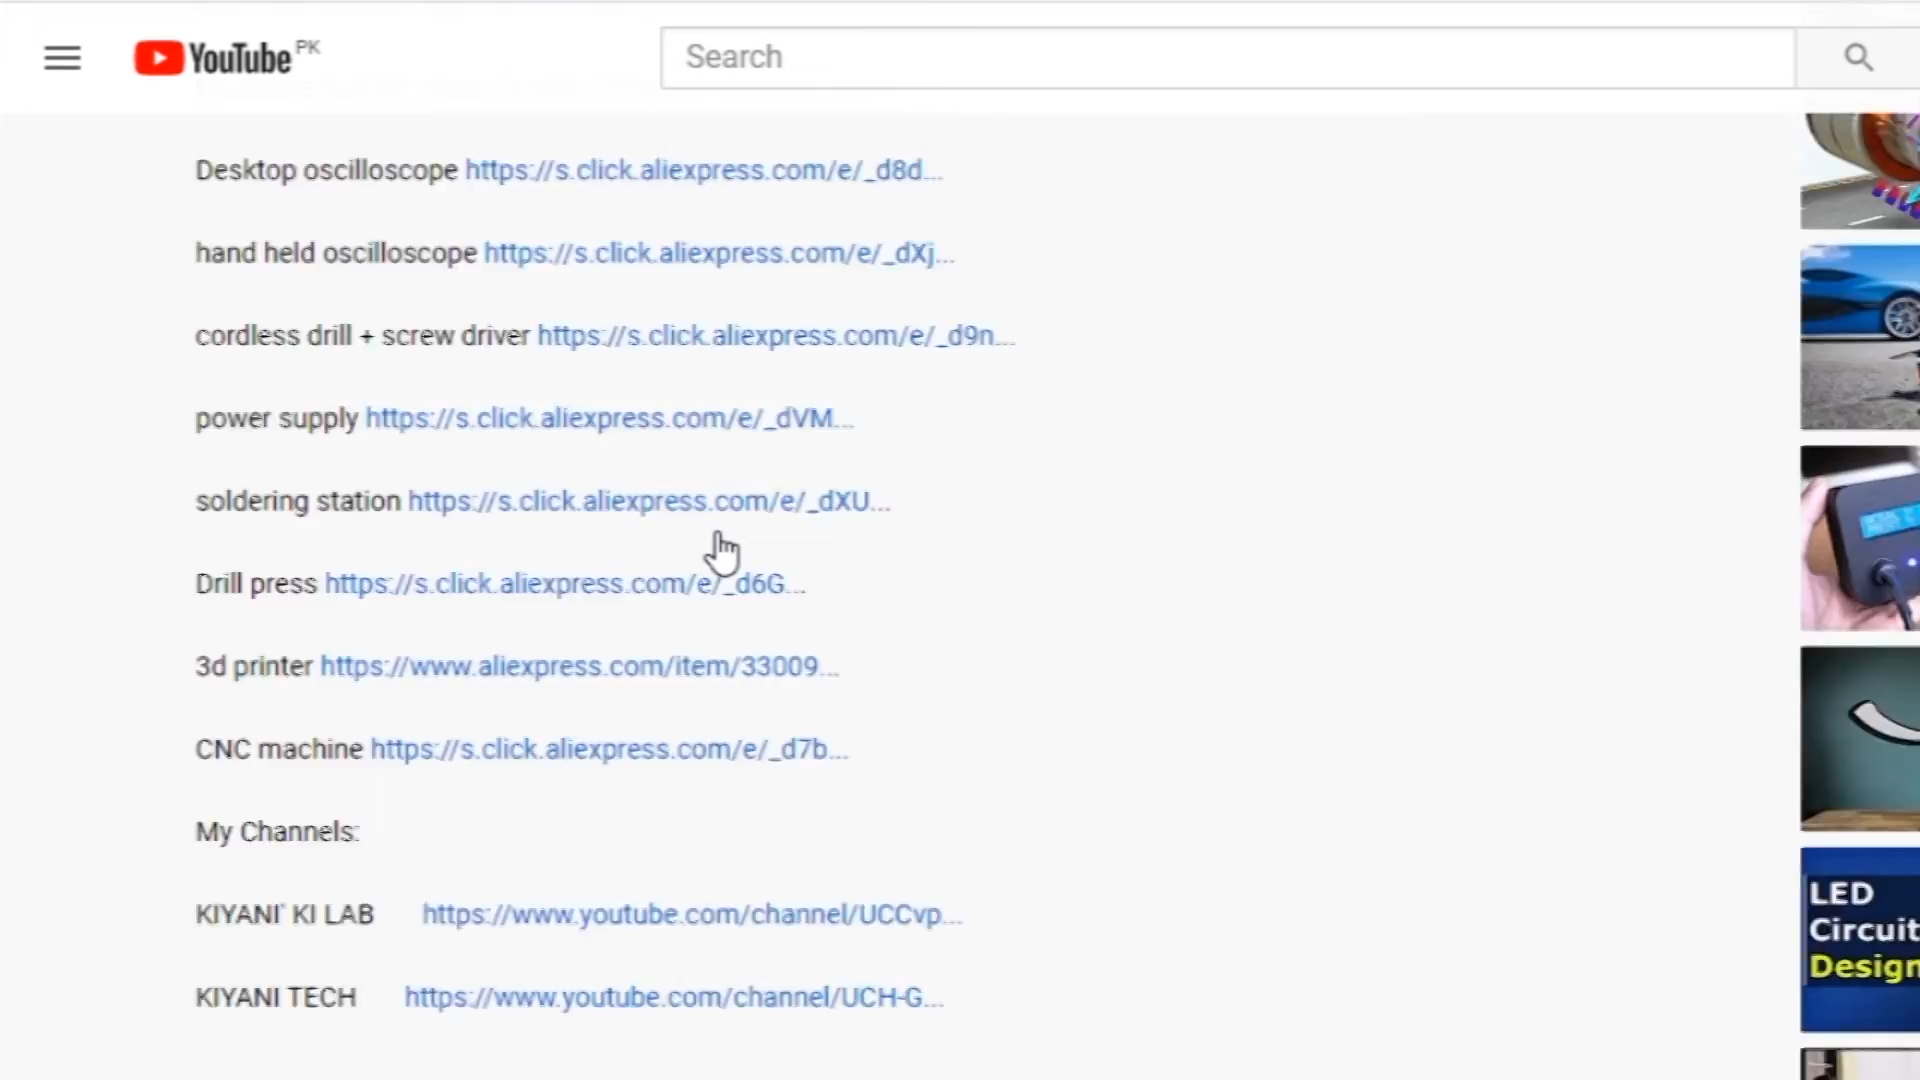 YouTube PK
Search
Desktop oscilloscope https://s.click.aliexpress.com/e/_d8d...
hand held oscilloscope https://s.click.aliexpress.com/e/_dXj...
cordless drill + screw driver https://s.click.aliexpress.com/e/_d9n...
power supply https://s.click.aliexpress.com/e/_dVM...
soldering station https://s.click.aliexpress.com/e/_dXU...
Drill press https://s.click.aliexpress.com/e/_d6G...
3d printer https://www.aliexpress.com/item/33009...
CNC machine https://s.click.aliexpress.com/e/_d7b...
My Channels:
KIYANI' KI LAB https://www.youtube.com/channel/UCCvp...
KIYANI TECH https://www.youtube.com/channel/UCH-G...
LED
Circuit
Design